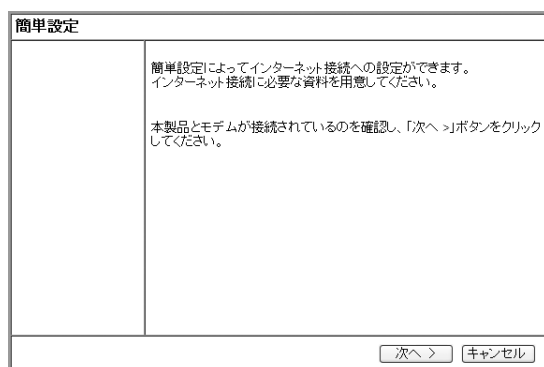 簡単設定
簡単設定によってインターネット接続への設定ができます。
インターネット接続に必要な資料を用意してください。
本製品とモデムが接続されているのを確認し、「次へ >」ボタンをクリック
してください。
次へ > キャンセル